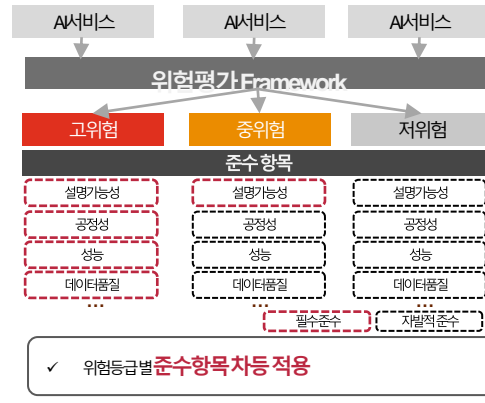 AI서비스 AI서비스 AI서비스
위험평가 Framework
고위험 중위험 저위험
준수 항목
설명가능성 설명가능성 설명가능성
공정성 공정성 공정성
성능 성능 성능
데이터품질 데이터품질 데이터품질
... ... ...
필수준수 자발적 준수
✓ 위험등급별 준수항목 차등 적용